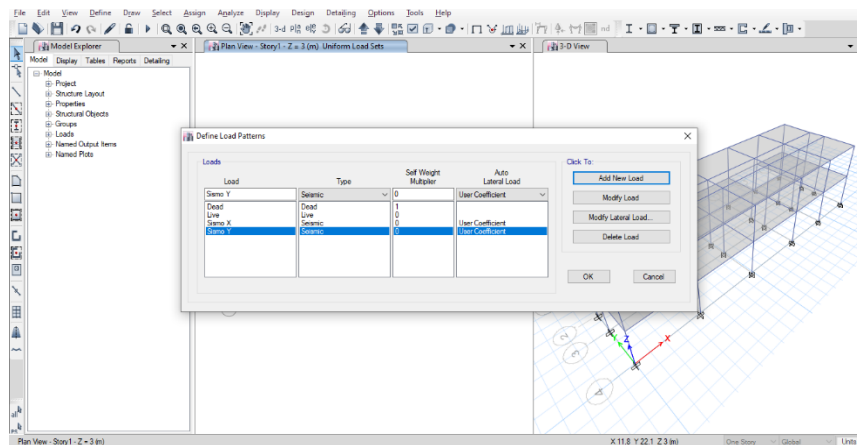 File Edit View Define Draw Select Assign Analyze Display Design Detailing Options Tools Help
3-d
nd
Model Explorer
Plan View - Story1 - Z = 3 (m) Uniform Load Sets
3-D View
Model Display Tables Reports Detailing
Model
Project
Structure Layout
Properties
Structural Objects
Groups
Loads
Named Output Items
Named Plots
Define Load Patterns
Loads
Click To:
Load Type Self Weight Multiplier Auto Lateral Load
Sismo Y Seismic 0 User Coefficient
Dead Dead 1
Live Live 0
Sismo X Seismic 0 User Coefficient
Sismo Y Seismic 0 User Coefficient
Add New Load
Modify Load
Modify Lateral Load...
Delete Load
OK Cancel
Z X
Plan View - Story1 - Z = 3 (m)
X 11.8 Y 22.1 Z 3 (m)
One Story Global Units